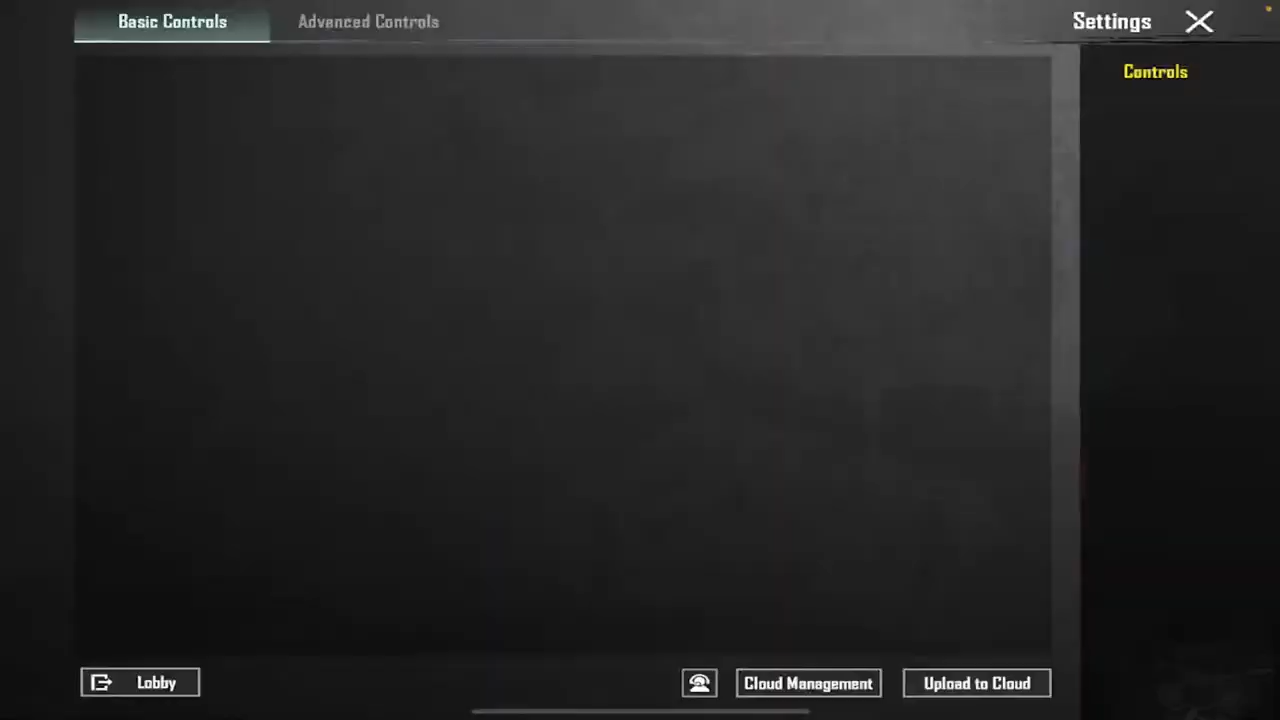 Basic Controls
Advanced Controls
Settings
Controls
Lobby
Cloud Management
Upload to Cloud